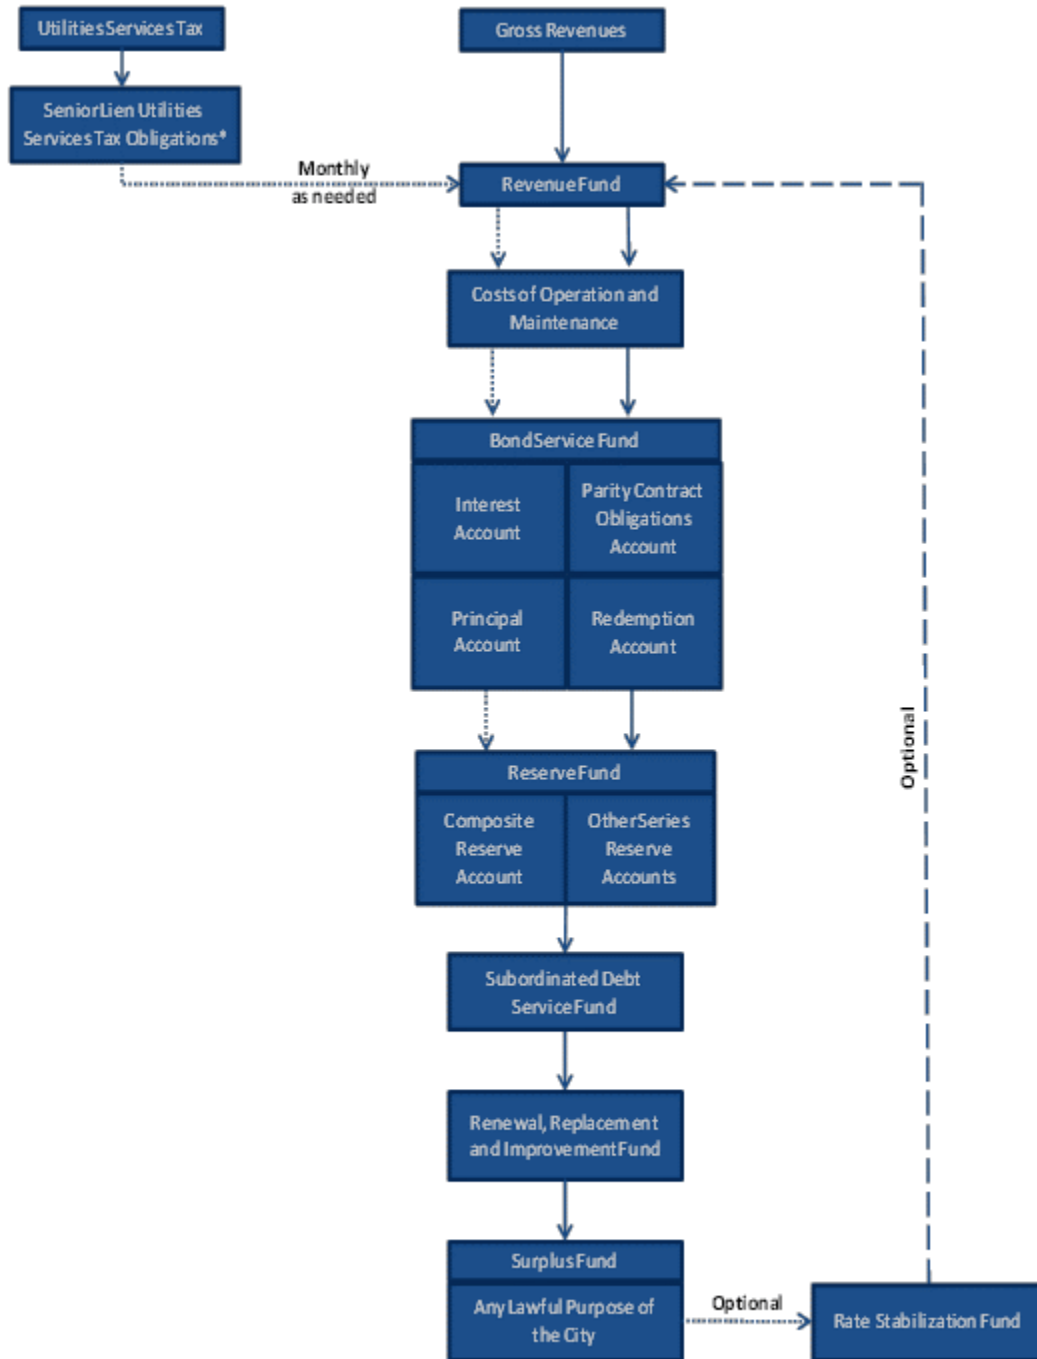 Utilities Services Tax
Gross Revenues
Senior Lien Utilities
Services Tax Obligations*
Monthly
as needed
Revenue Fund
Costs of Operation and
Maintenance
Bond Service Fund
Interest
Account
Parity Contract
Obligations
Account
Principal
Account
Redemption
Account
Reserve Fund
Composite
Reserve
Account
Other Series
Reserve
Accounts
Optional
Subordinated Debt
Service Fund
Renewal, Replacement
and Improvement Fund
Surplus Fund
Any Lawful Purpose of
the City
Optional
Rate Stabilization Fund